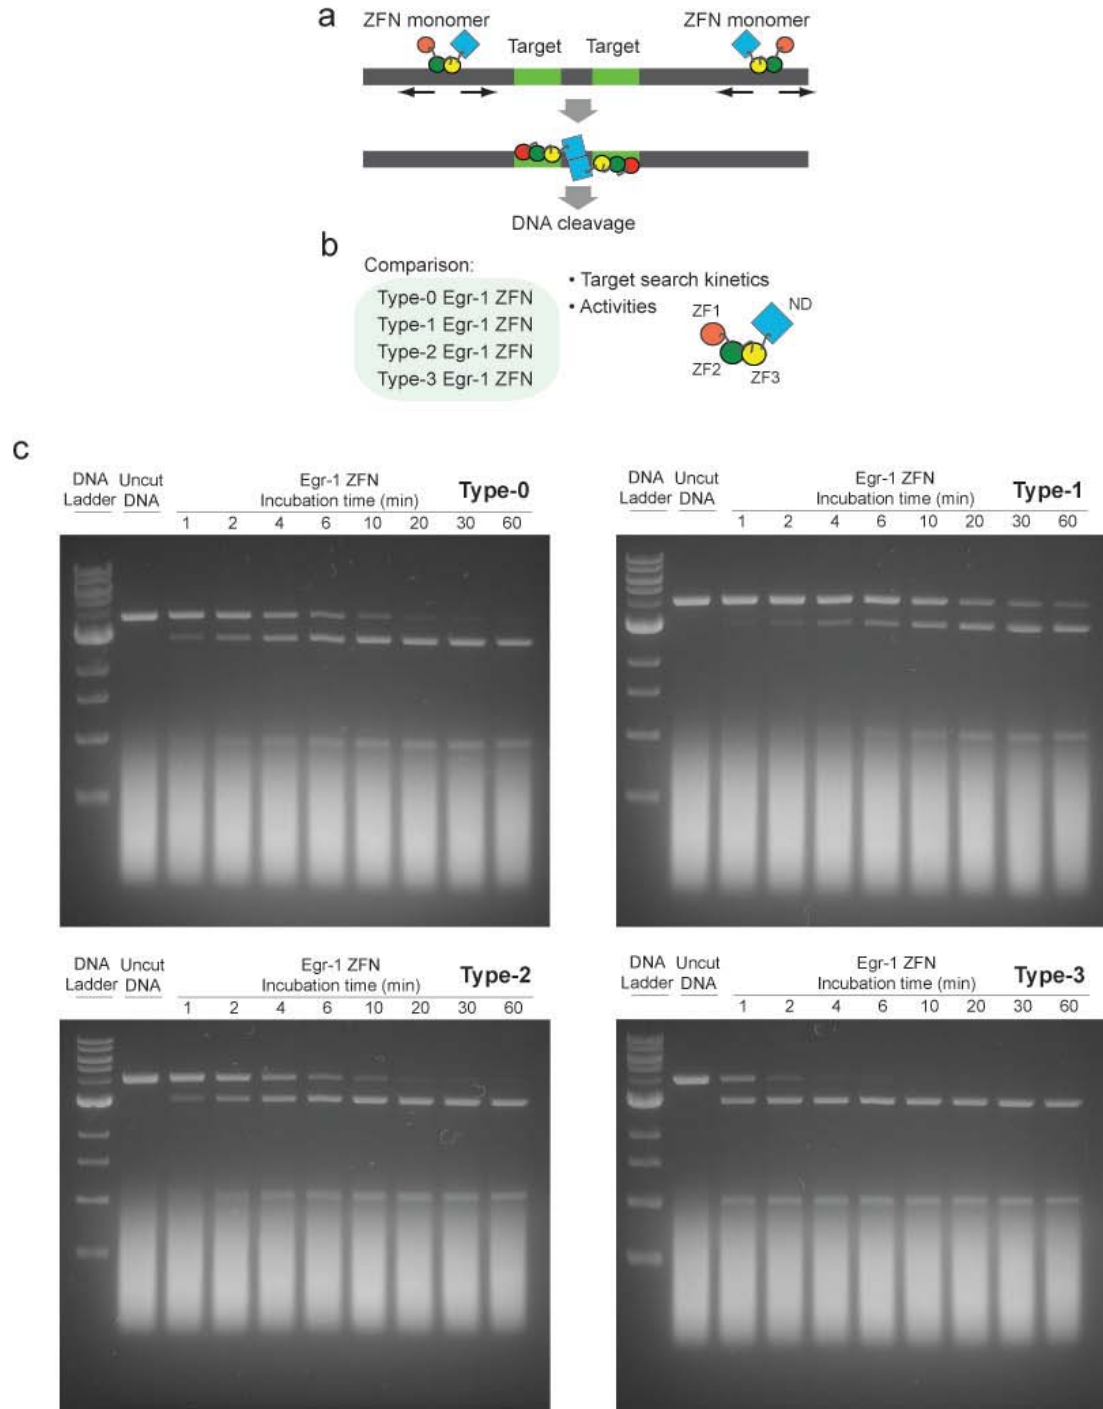 a
ZFN monomer
ZFN monomer
Target
Target
DNA cleavage
b
Comparison:
Type-0 Egr-1 ZFN
Type-1 Egr-1 ZFN
Type-2 Egr-1 ZFN
Type-3 Egr-1 ZFN
• Target search kinetics
• Activities
ND
ZF1
ZF2
ZF3
c
DNA Uncut
Ladder DNA
Egr-1 ZFN
Incubation time (min)
Type-0
1 2 4 6 10 20 30 60
DNA Uncut
Ladder DNA
Egr-1 ZFN
Incubation time (min)
Type-1
1 2 4 6 10 20 30 60
DNA Uncut
Ladder DNA
Egr-1 ZFN
Incubation time (min)
Type-2
1 2 4 6 10 20 30 60
DNA Uncut
Ladder DNA
Egr-1 ZFN
Incubation time (min)
Type-3
1 2 4 6 10 20 30 60